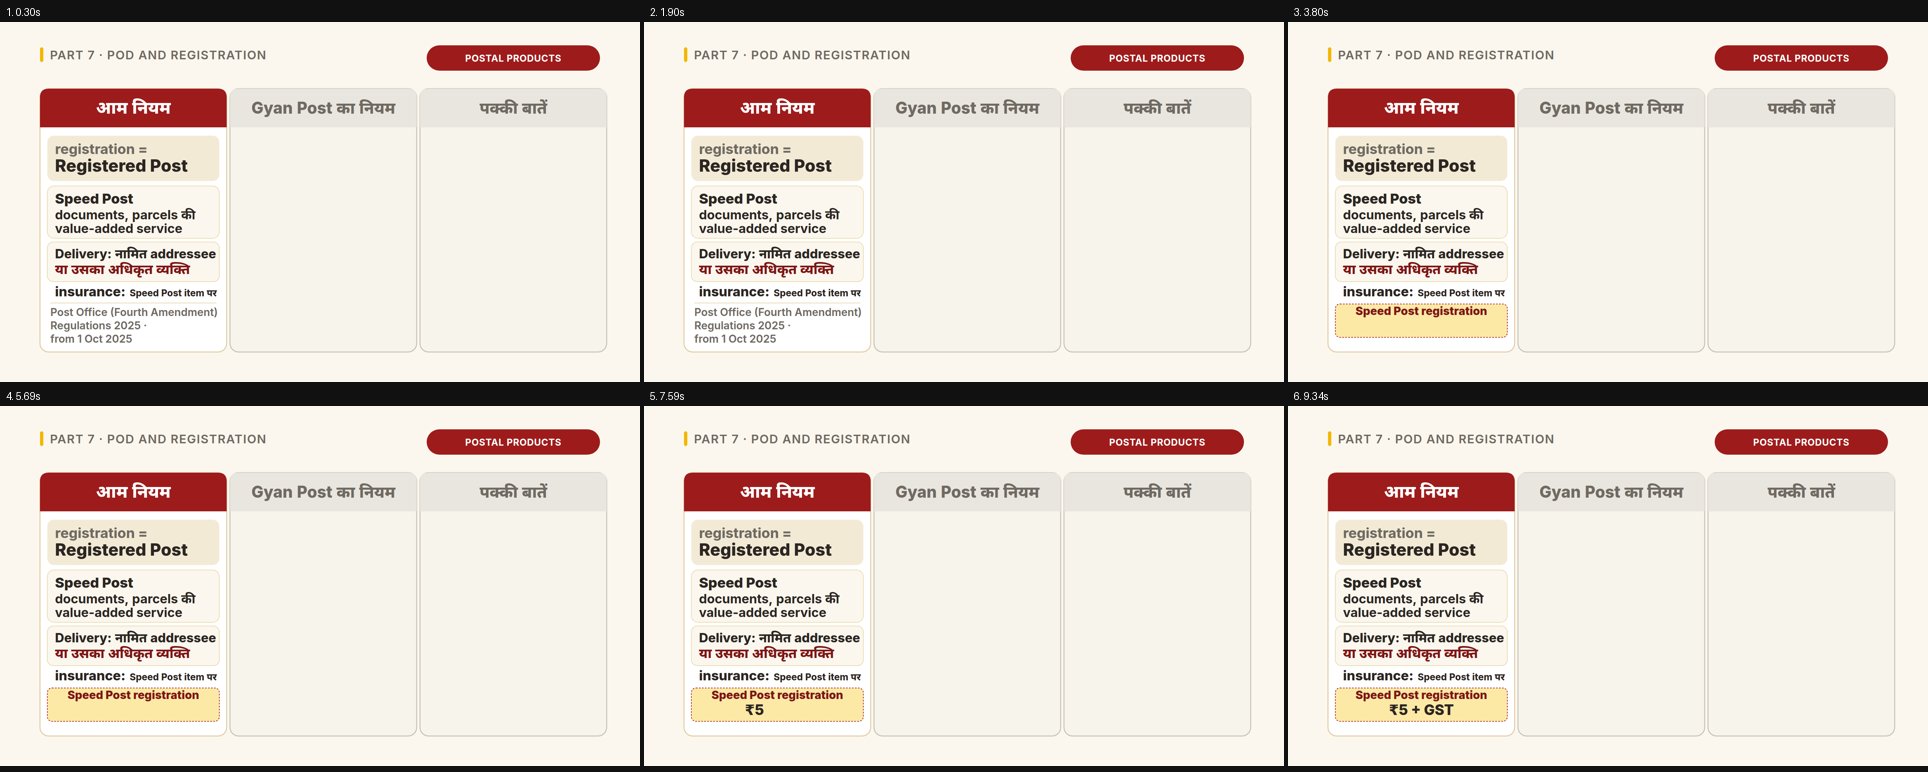 1. 0.30s
PART 7 · POD AND REGISTRATION
POSTAL PRODUCTS
आम नियम
Gyan Post का नियम
पक्की बातें
registration =
Registered Post
Speed Post
documents, parcels की
value-added service
Delivery: नामित addressee
या उसका अधिकृत व्यक्ति
insurance: Speed Post item पर
Post Office (Fourth Amendment)
Regulations 2025 ·
from 1 Oct 2025
2. 1.90s
PART 7 · POD AND REGISTRATION
POSTAL PRODUCTS
आम नियम
Gyan Post का नियम
पक्की बातें
registration =
Registered Post
Speed Post
documents, parcels की
value-added service
Delivery: नामित addressee
या उसका अधिकृत व्यक्ति
insurance: Speed Post item पर
Post Office (Fourth Amendment)
Regulations 2025 ·
from 1 Oct 2025
3. 3.80s
PART 7 · POD AND REGISTRATION
POSTAL PRODUCTS
आम नियम
Gyan Post का नियम
पक्की बातें
registration =
Registered Post
Speed Post
documents, parcels की
value-added service
Delivery: नामित addressee
या उसका अधिकृत व्यक्ति
insurance: Speed Post item पर
Speed Post registration
4. 5.69s
PART 7 · POD AND REGISTRATION
POSTAL PRODUCTS
आम नियम
Gyan Post का नियम
पक्की बातें
registration =
Registered Post
Speed Post
documents, parcels की
value-added service
Delivery: नामित addressee
या उसका अधिकृत व्यक्ति
insurance: Speed Post item पर
Speed Post registration
5. 7.59s
PART 7 · POD AND REGISTRATION
POSTAL PRODUCTS
आम नियम
Gyan Post का नियम
पक्की बातें
registration =
Registered Post
Speed Post
documents, parcels की
value-added service
Delivery: नामित addressee
या उसका अधिकृत व्यक्ति
insurance: Speed Post item पर
Speed Post registration
₹5
6. 9.34s
PART 7 · POD AND REGISTRATION
POSTAL PRODUCTS
आम नियम
Gyan Post का नियम
पक्की बातें
registration =
Registered Post
Speed Post
documents, parcels की
value-added service
Delivery: नामित addressee
या उसका अधिकृत व्यक्ति
insurance: Speed Post item पर
Speed Post registration
₹5 + GST